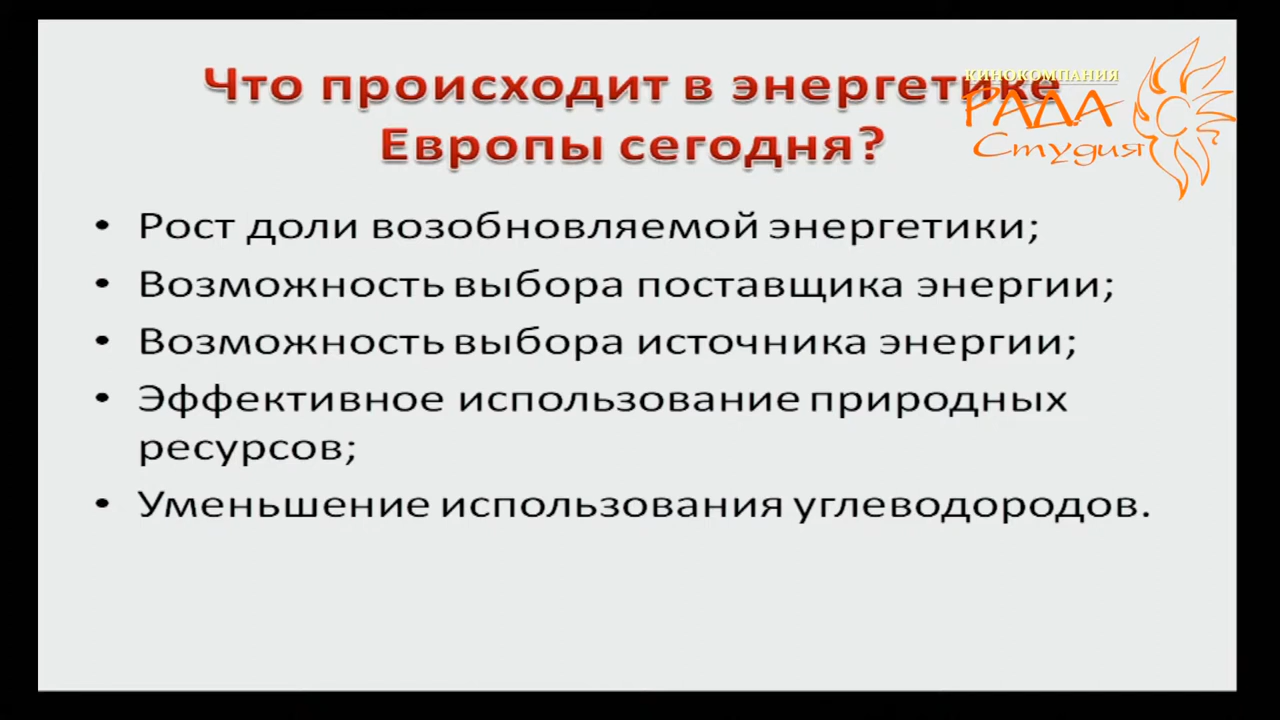 Что происходит в энергетике
Европы сегодня?
КИНОКОМПАНИЯ
РАДА
Студия
• Рост доли возобновляемой энергетики;
• Возможность выбора поставщика энергии;
• Возможность выбора источника энергии;
• Эффективное использование природных
ресурсов;
• Уменьшение использования углеводородов.